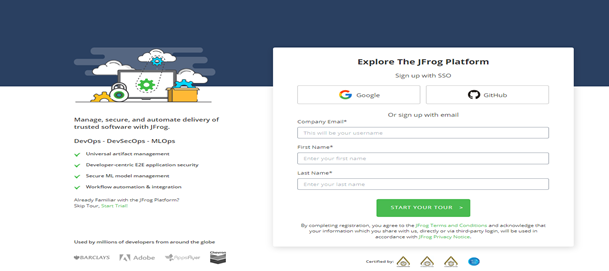 Explore The JFrog Platform
Sign up with SSO
Google
GitHub
Or sign up with email
Company Email*
This will be your username
First Name*
Enter your first name
Last Name*
Enter your last name
START YOUR TOUR >
By completing registration, you agree to the JFrog Terms and Conditions and acknowledge that
your information which you share with us, directly or via third-party login, will be used in
accordance with JFrog Privacy Notice.
Certified by:
Manage, secure, and automate delivery of
trusted software with JFrog.
DevOps - DevSecOps - MLOps
Universal artifact management
Developer-centric E2E application security
Secure ML model management
Workflow automation & integration
Already Familiar with the JFrog Platform?
Skip Tour, Start Trial!
Used by millions of developers from around the globe
BARCLAYS
Adobe
AppsFlyer